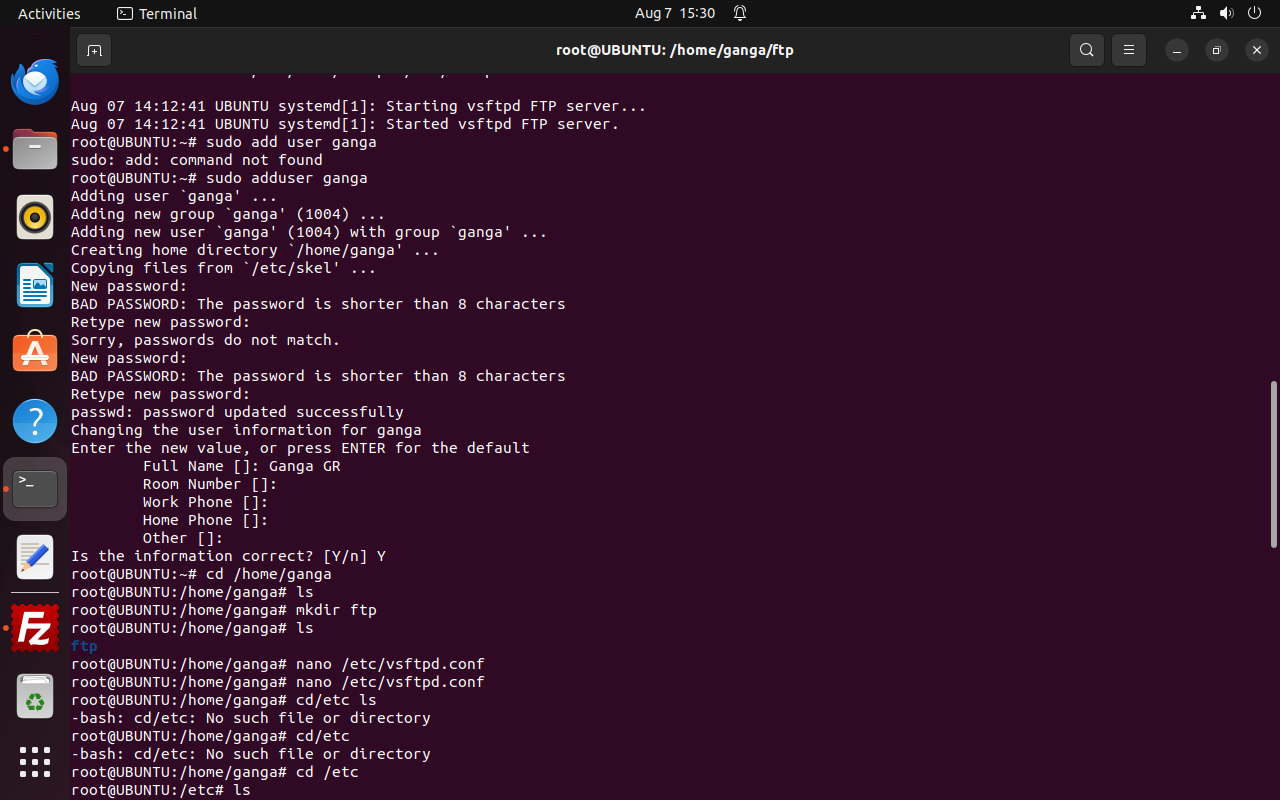 Activities
Terminal
Aug 7 15:30
root@UBUNTU: /home/ganga/ftp
Aug 07 14:12:41 UBUNTU systemd[1]: Starting vsftpd FTP server...
Aug 07 14:12:41 UBUNTU systemd[1]: Started vsftpd FTP server.
root@UBUNTU:~# sudo add user ganga
sudo: add: command not found
root@UBUNTU:~# sudo adduser ganga
Adding user `ganga' ...
Adding new group `ganga' (1004) ...
Adding new user `ganga' (1004) with group `ganga' ...
Creating home directory `/home/ganga' ...
Copying files from `/etc/skel' ...
New password:
BAD PASSWORD: The password is shorter than 8 characters
Retype new password:
Sorry, passwords do not match.
New password:
BAD PASSWORD: The password is shorter than 8 characters
Retype new password:
passwd: password updated successfully
Changing the user information for ganga
Enter the new value, or press ENTER for the default
Full Name []: Ganga GR
Room Number []:
Work Phone []:
Home Phone []:
Other []:
Is the information correct? [Y/n] Y
root@UBUNTU:~# cd /home/ganga
root@UBUNTU:/home/ganga# ls
root@UBUNTU:/home/ganga# mkdir ftp
root@UBUNTU:/home/ganga# ls
ftp
root@UBUNTU:/home/ganga# nano /etc/vsftpd.conf
root@UBUNTU:/home/ganga# nano /etc/vsftpd.conf
root@UBUNTU:/home/ganga# cd/etc ls
-bash: cd/etc: No such file or directory
root@UBUNTU:/home/ganga# cd/etc
-bash: cd/etc: No such file or directory
root@UBUNTU:/home/ganga# cd /etc
root@UBUNTU:/etc# ls